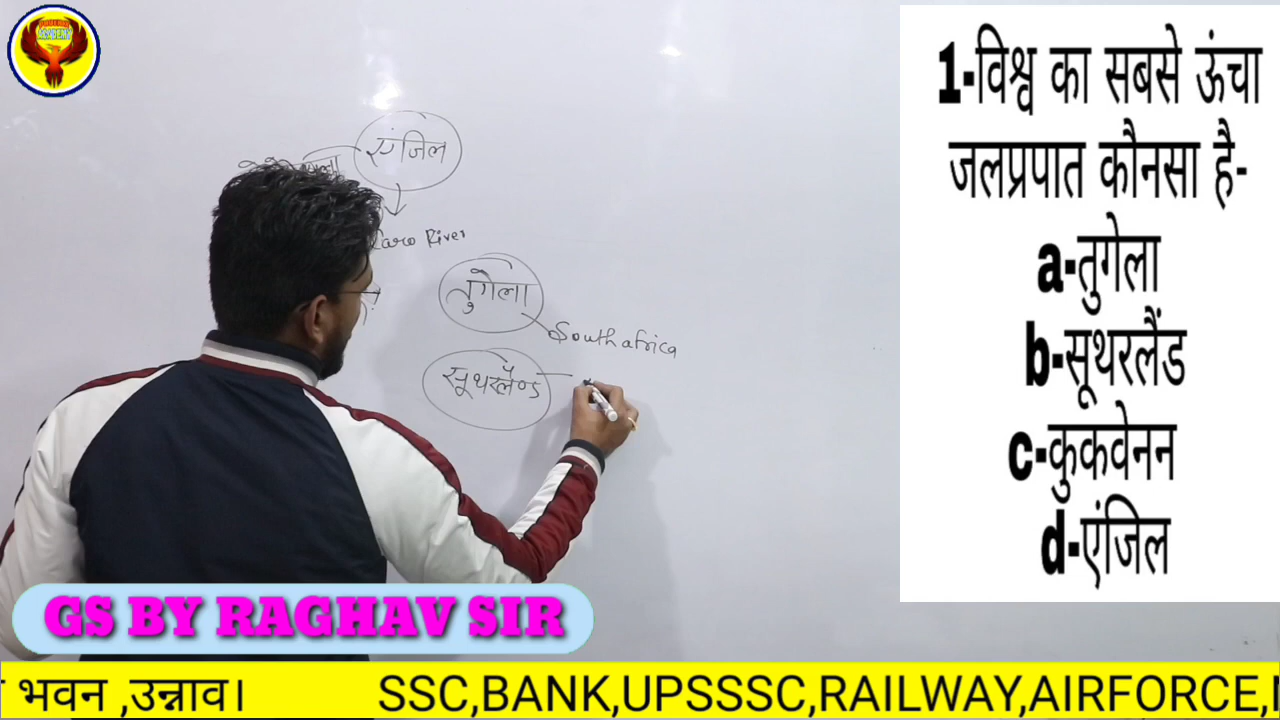 ACADEMY
1-विश्व का सबसे ऊंचा
जलप्रपात कौनसा है-
a-तुगेला
b-सूथरलैंड
c-कुकवेनन
d-एंजिल
एंजिल
River
तुगेला
South africa
सूथरलैण्ड
GS BY RAGHAV SIR
भवन ,उन्नाव। SSC,BANK,UPSSSC,RAILWAY,AIRFORCE,